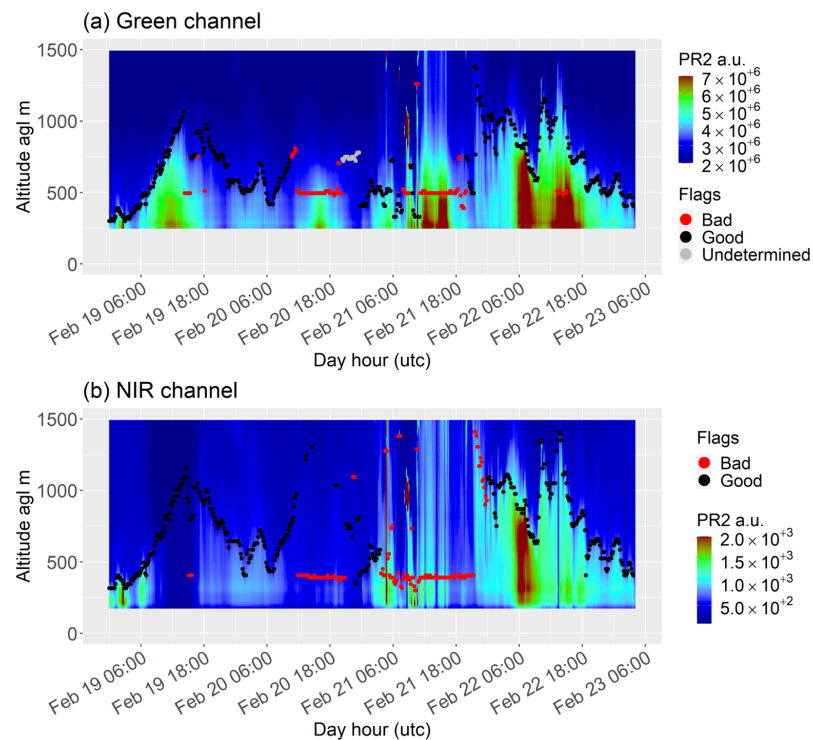 (a) Green channel
1500
1000
500
0
Altitude agl m
Feb 19 06:00
Feb 19 18:00
Feb 20 06:00
Feb 20 18:00
Feb 21 06:00
Feb 21 18:00
Feb 22 06:00
Feb 22 18:00
Feb 23 06:00
Day hour (utc)
PR2 a.u.
7 × 10⁺⁶
6 × 10⁺⁶
5 × 10⁺⁶
4 × 10⁺⁶
3 × 10⁺⁶
2 × 10⁺⁶
Flags
Bad
Good
Undetermined
(b) NIR channel
1500
1000
500
0
Altitude agl m
Feb 19 06:00
Feb 19 18:00
Feb 20 06:00
Feb 20 18:00
Feb 21 06:00
Feb 21 18:00
Feb 22 06:00
Feb 22 18:00
Feb 23 06:00
Day hour (utc)
Flags
Bad
Good
PR2 a.u.
2.0 × 10⁺³
1.5 × 10⁺³
1.0 × 10⁺³
5.0 × 10⁺²